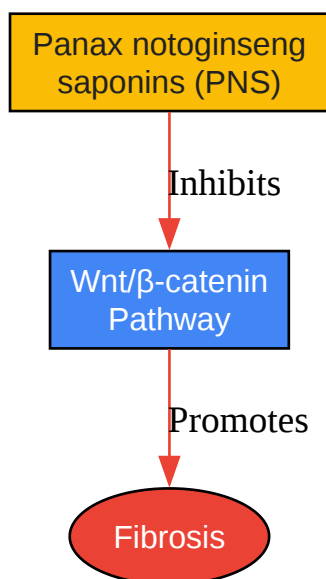 Panax notoginseng
saponins (PNS)
Inhibits
Wnt/β-catenin
Pathway
Promotes
Fibrosis